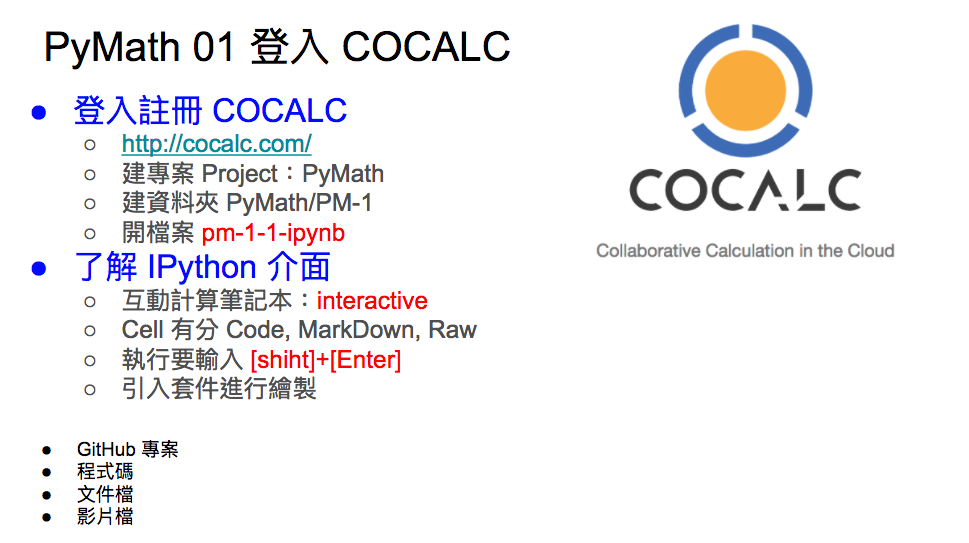 PyMath 01 登入 COCALC
● 登入註冊 COCALC
○ http://cocalc.com/
○ 建專案 Project：PyMath
○ 建資料夾 PyMath/PM-1
○ 開檔案 pm-1-1-ipynb
● 了解 IPython 介面
○ 互動計算筆記本：interactive
○ Cell 有分 Code, MarkDown, Raw
○ 執行要輸入 [shiht]+[Enter]
○ 引入套件進行繪製
● GitHub 專案
● 程式碼
● 文件檔
● 影片檔
COCALC
Collaborative Calculation in the Cloud